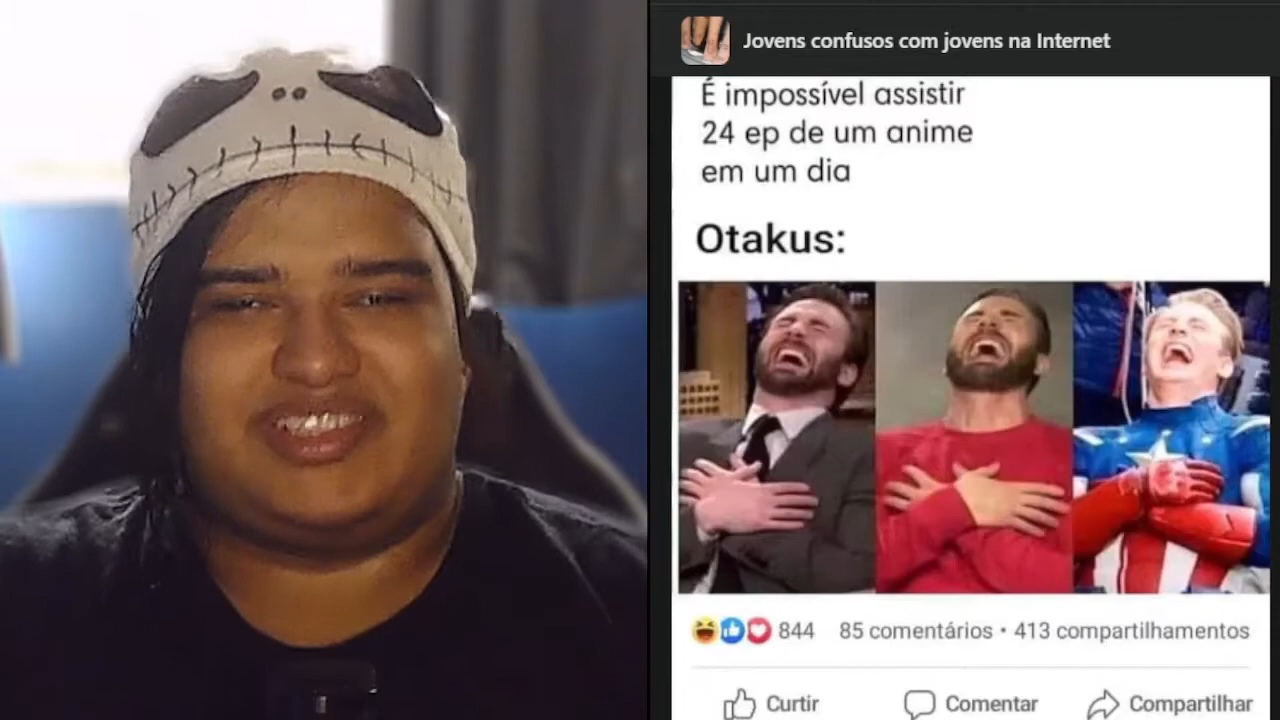 Jovens confusos com jovens na Internet
É impossível assistir
24 ep de um anime
em um dia
Otakus:
844 85 comentários • 413 compartilhamentos
Curtir Comentar Compartilhar